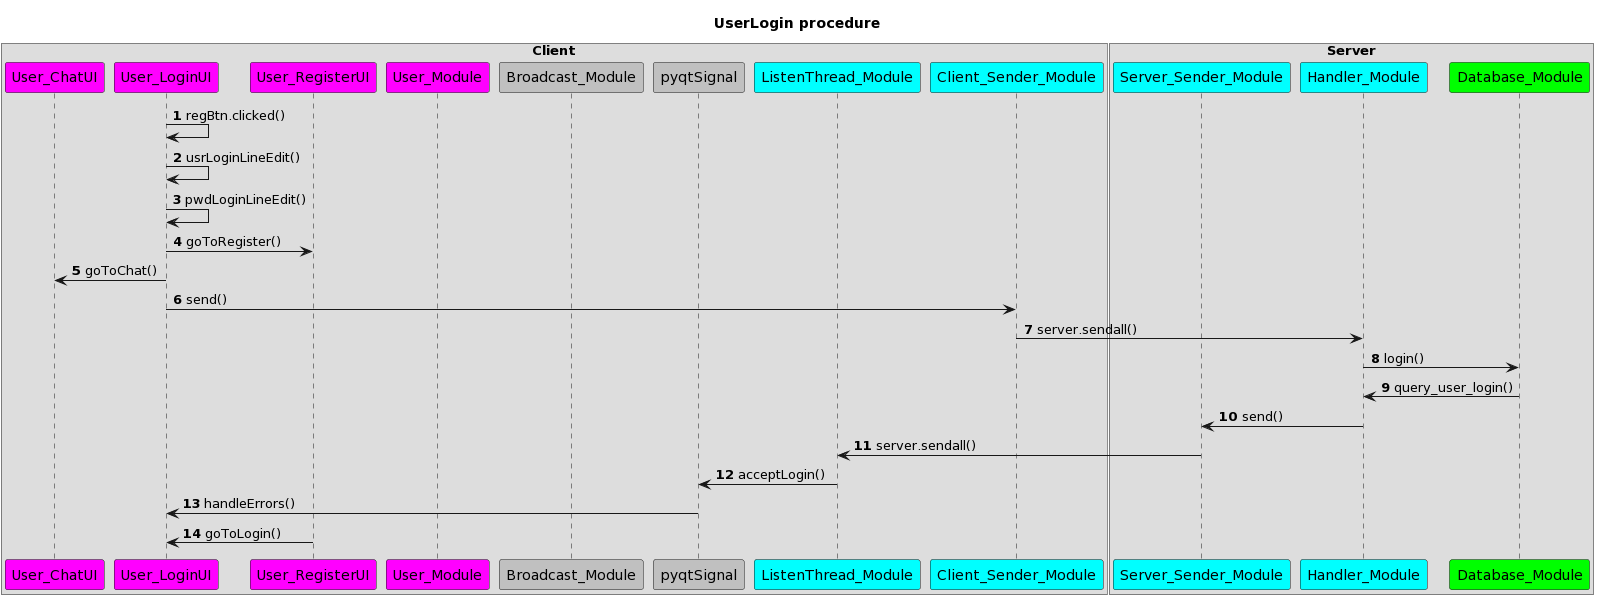 UserLogin procedure
Client
Server
User_ChatUI User_LoginUI User_RegisterUI User_Module Broadcast_Module pyqtSignal ListenThread_Module Client_Sender_Module Server_Sender_Module Handler_Module Database_Module
1 regBtn.clicked()
2 usrLoginLineEdit()
3 pwdLoginLineEdit()
4 goToRegister()
5 goToChat()
6 send()
7 server.sendall()
8 login()
9 query_user_login()
10 send()
11 server.sendall()
12 acceptLogin()
13 handleErrors()
14 goToLogin()
User_ChatUI User_LoginUI User_RegisterUI User_Module Broadcast_Module pyqtSignal ListenThread_Module Client_Sender_Module Server_Sender_Module Handler_Module Database_Module